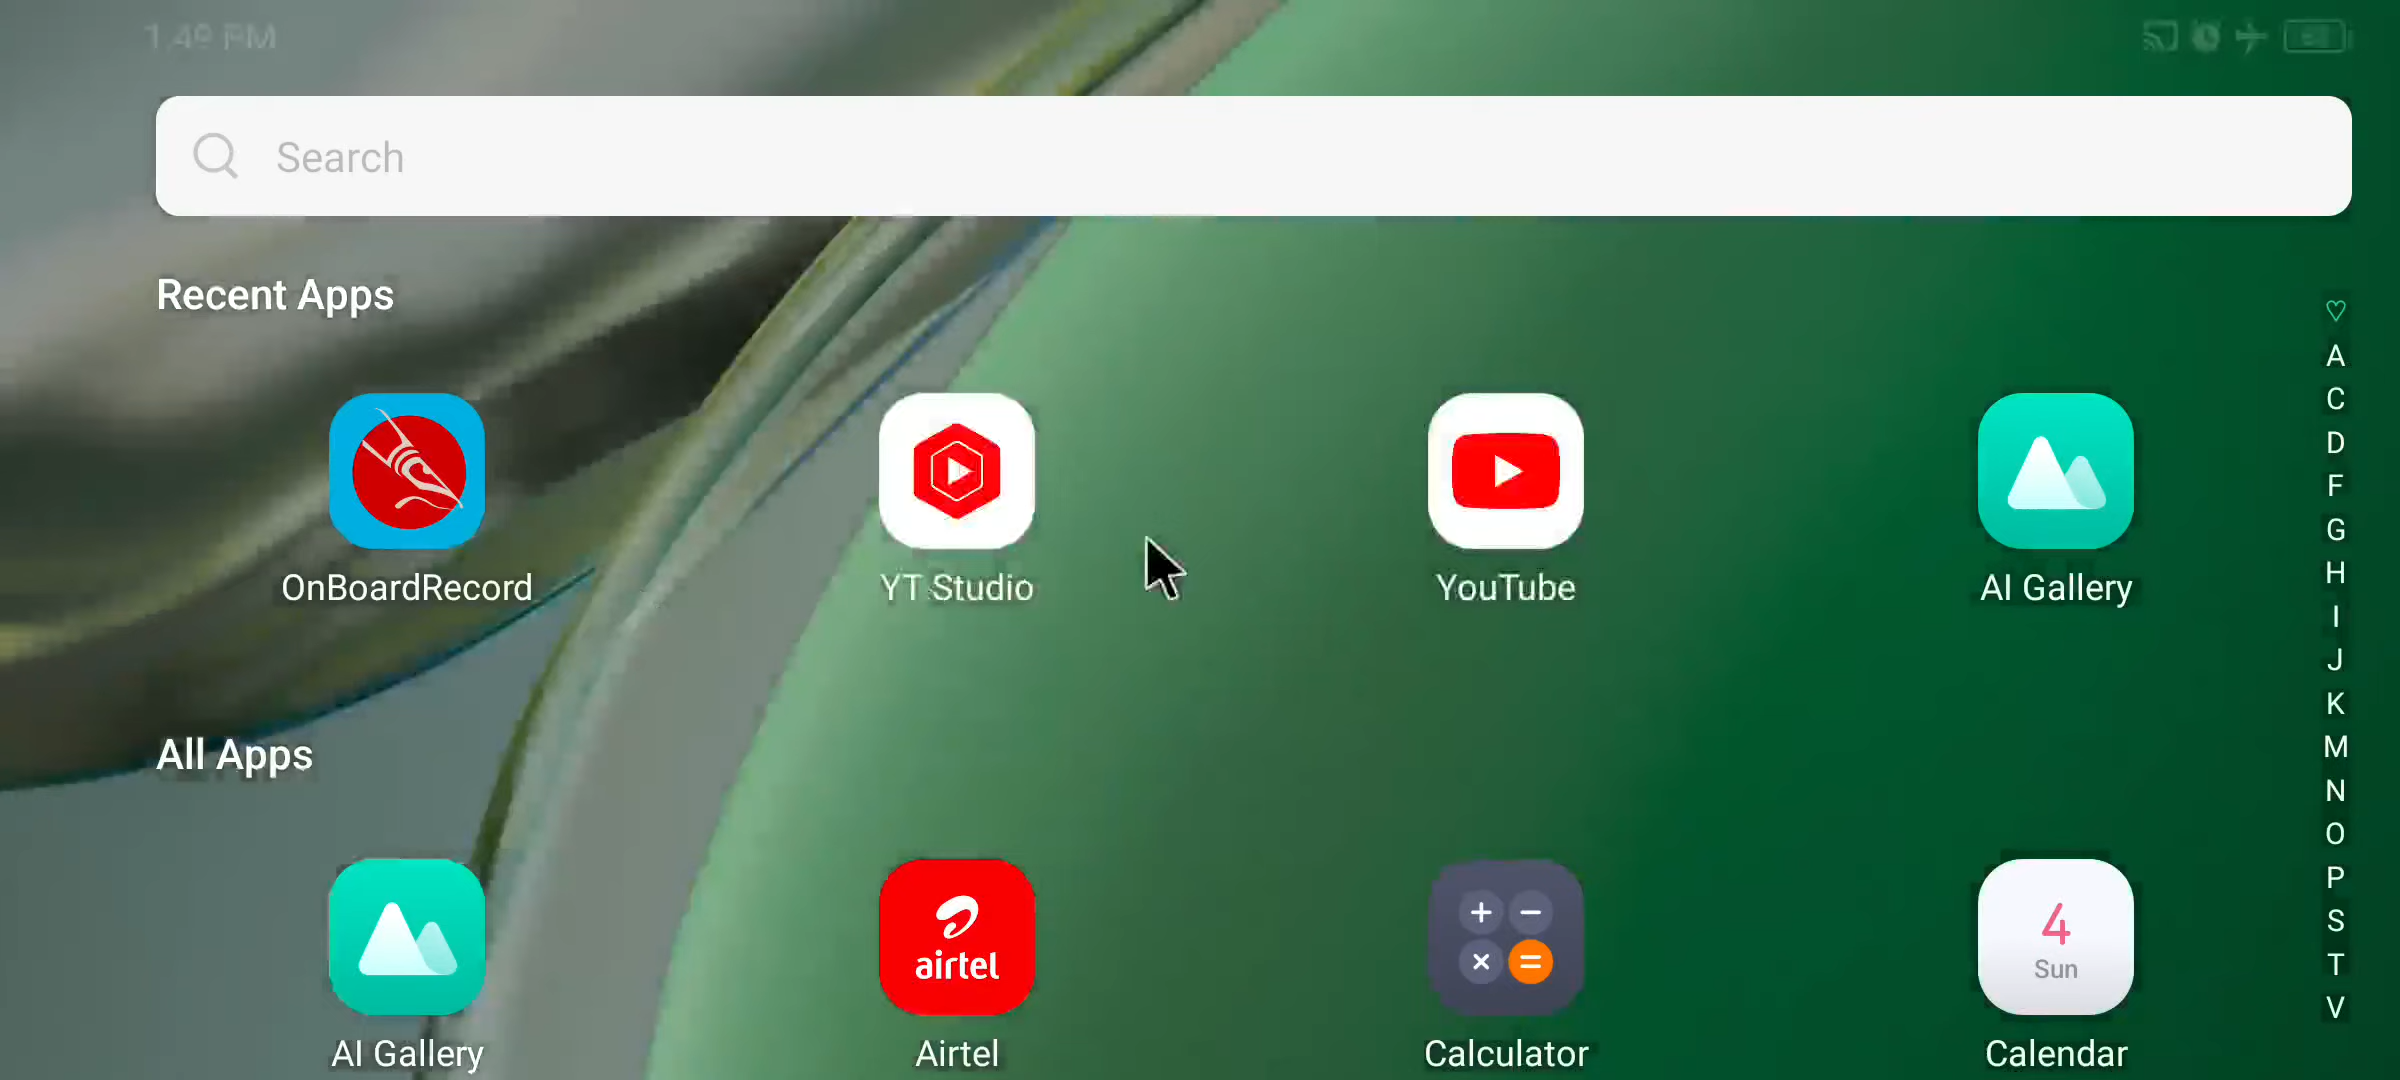 1:49 PM
Search
Recent Apps
♡
A
C
D
F
G
H
I
J
K
M
N
O
P
S
T
V
OnBoardRecord
YT Studio
YouTube
AI Gallery
All Apps
airtel
4
Sun
AI Gallery
Airtel
Calculator
Calendar